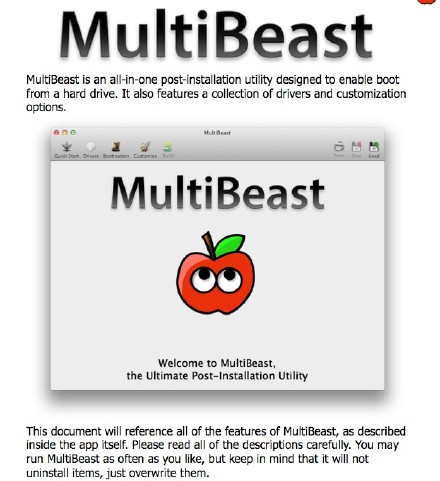 MultiBeast
MultiBeast is an all-in-one post-installation utility designed to enable boot
from a hard drive. It also features a collection of drivers and customization
options.
MultiBeast
Quick Start Drivers Bootloaders Customize Build Print Save Load
MultiBeast
Welcome to MultiBeast,
the Ultimate Post-Installation Utility
This document will reference all of the features of MultiBeast, as described
inside the app itself. Please read all of the descriptions carefully. You may
run MultiBeast as often as you like, but keep in mind that it will not
uninstall items, just overwrite them.